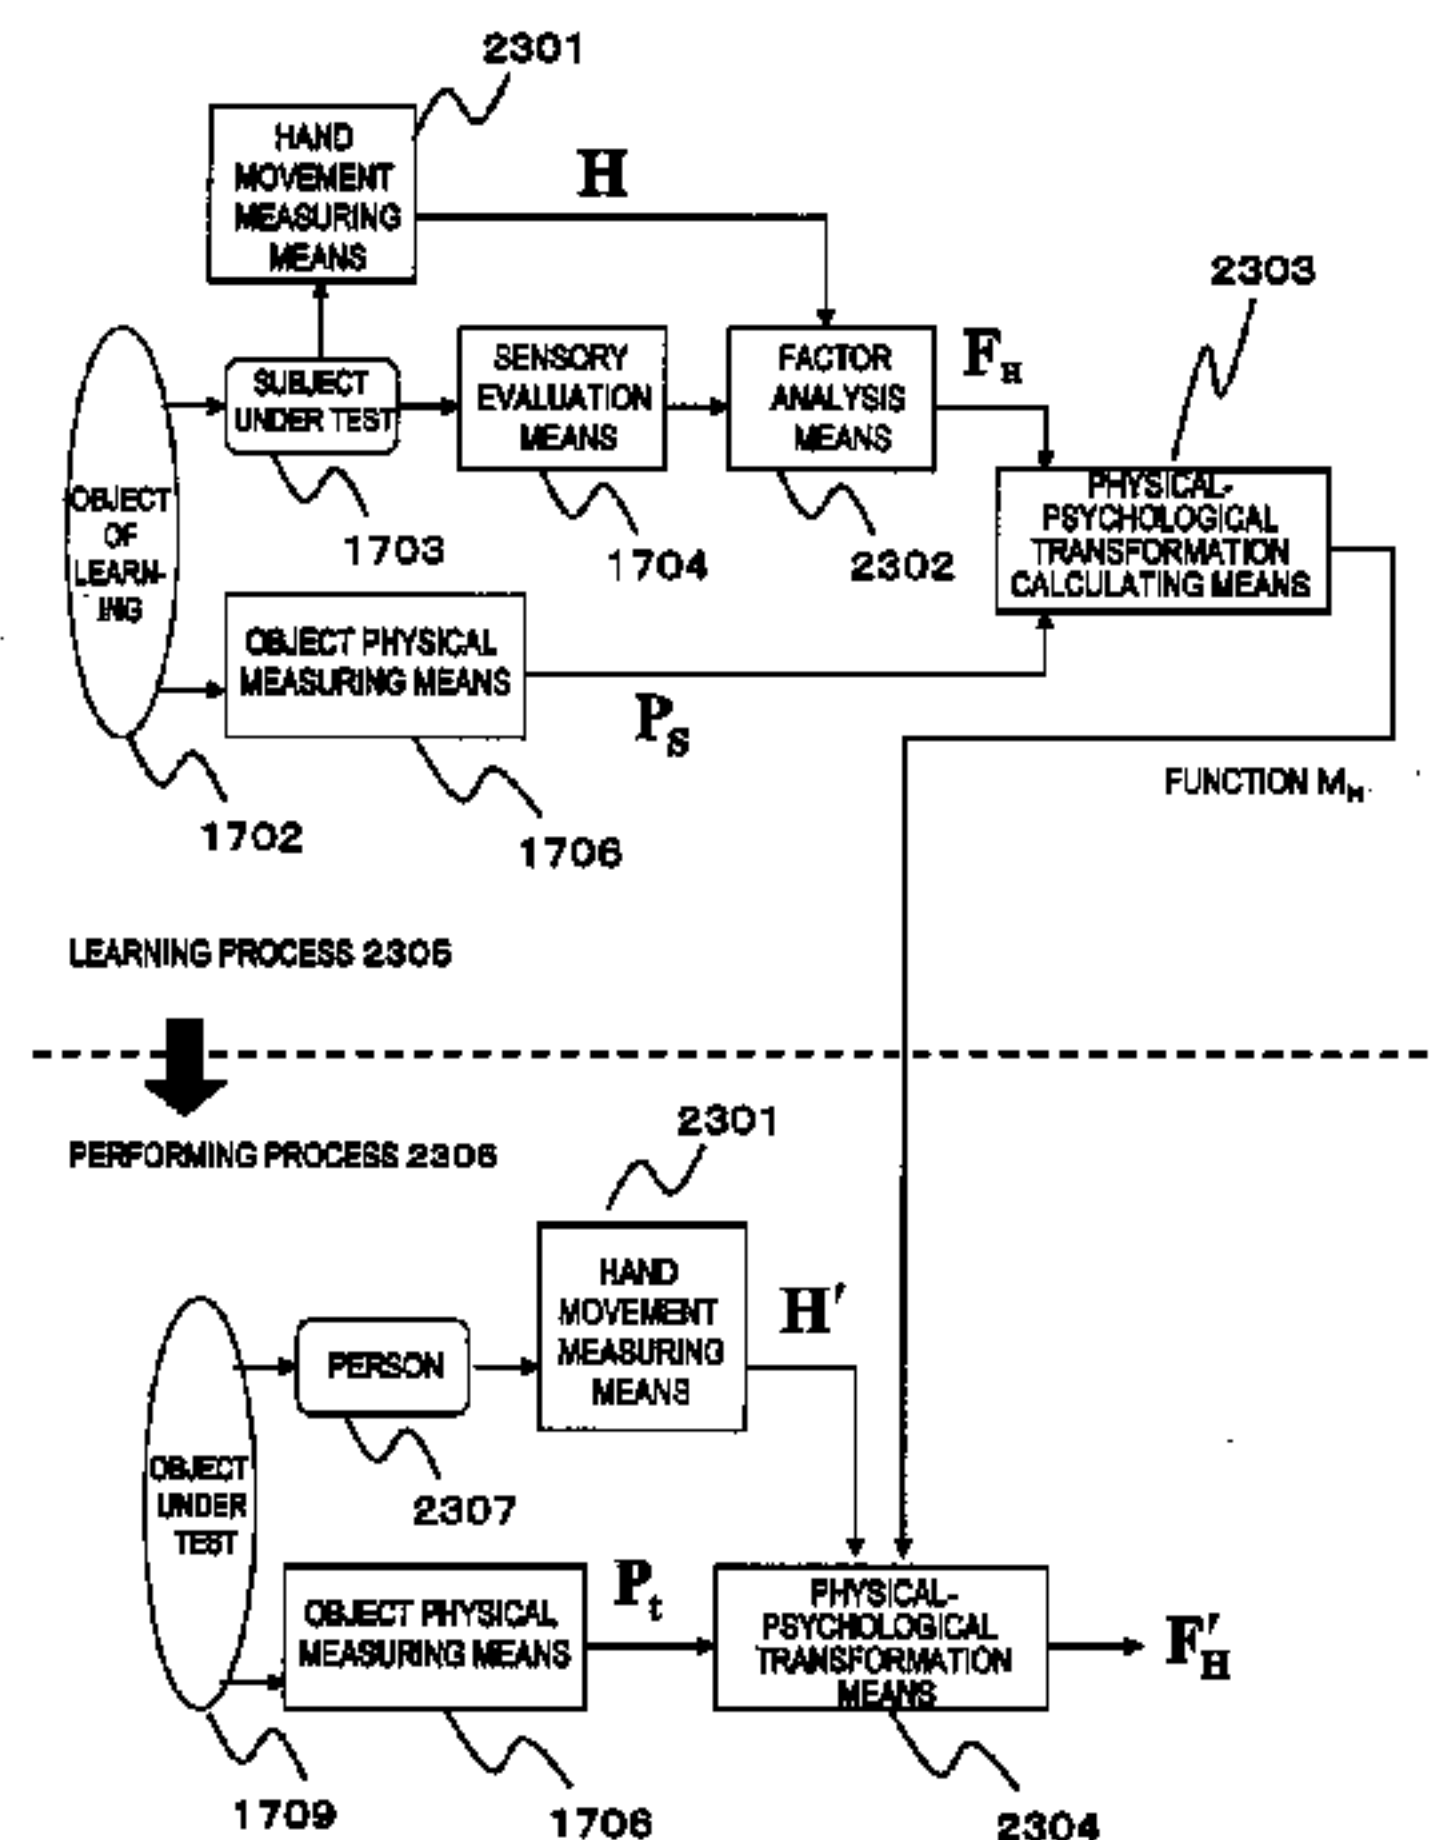 2301
HAND
MOVEMENT
MEASURING
MEANS
H
2303
SUBJECT
UNDER TEST
SENSORY
EVALUATION
MEANS
FACTOR
ANALYSIS
MEANS
F_H
OBJECT
OF
LEARN-
ING
1703
1704
2302
PHYSICAL-
PSYCHOLOGICAL
TRANSFORMATION
CALCULATING MEANS
OBJECT PHYSICAL
MEASURING MEANS
P_S
FUNCTION M_H
1702
1706
LEARNING PROCESS 2305
PERFORMING PROCESS 2306
2301
HAND
MOVEMENT
MEASURING
MEANS
H'
PERSON
2307
OBJECT
UNDER
TEST
OBJECT PHYSICAL
MEASURING MEANS
P_t
PHYSICAL-
PSYCHOLOGICAL
TRANSFORMATION
MEANS
F'_H
1709
1706
2304